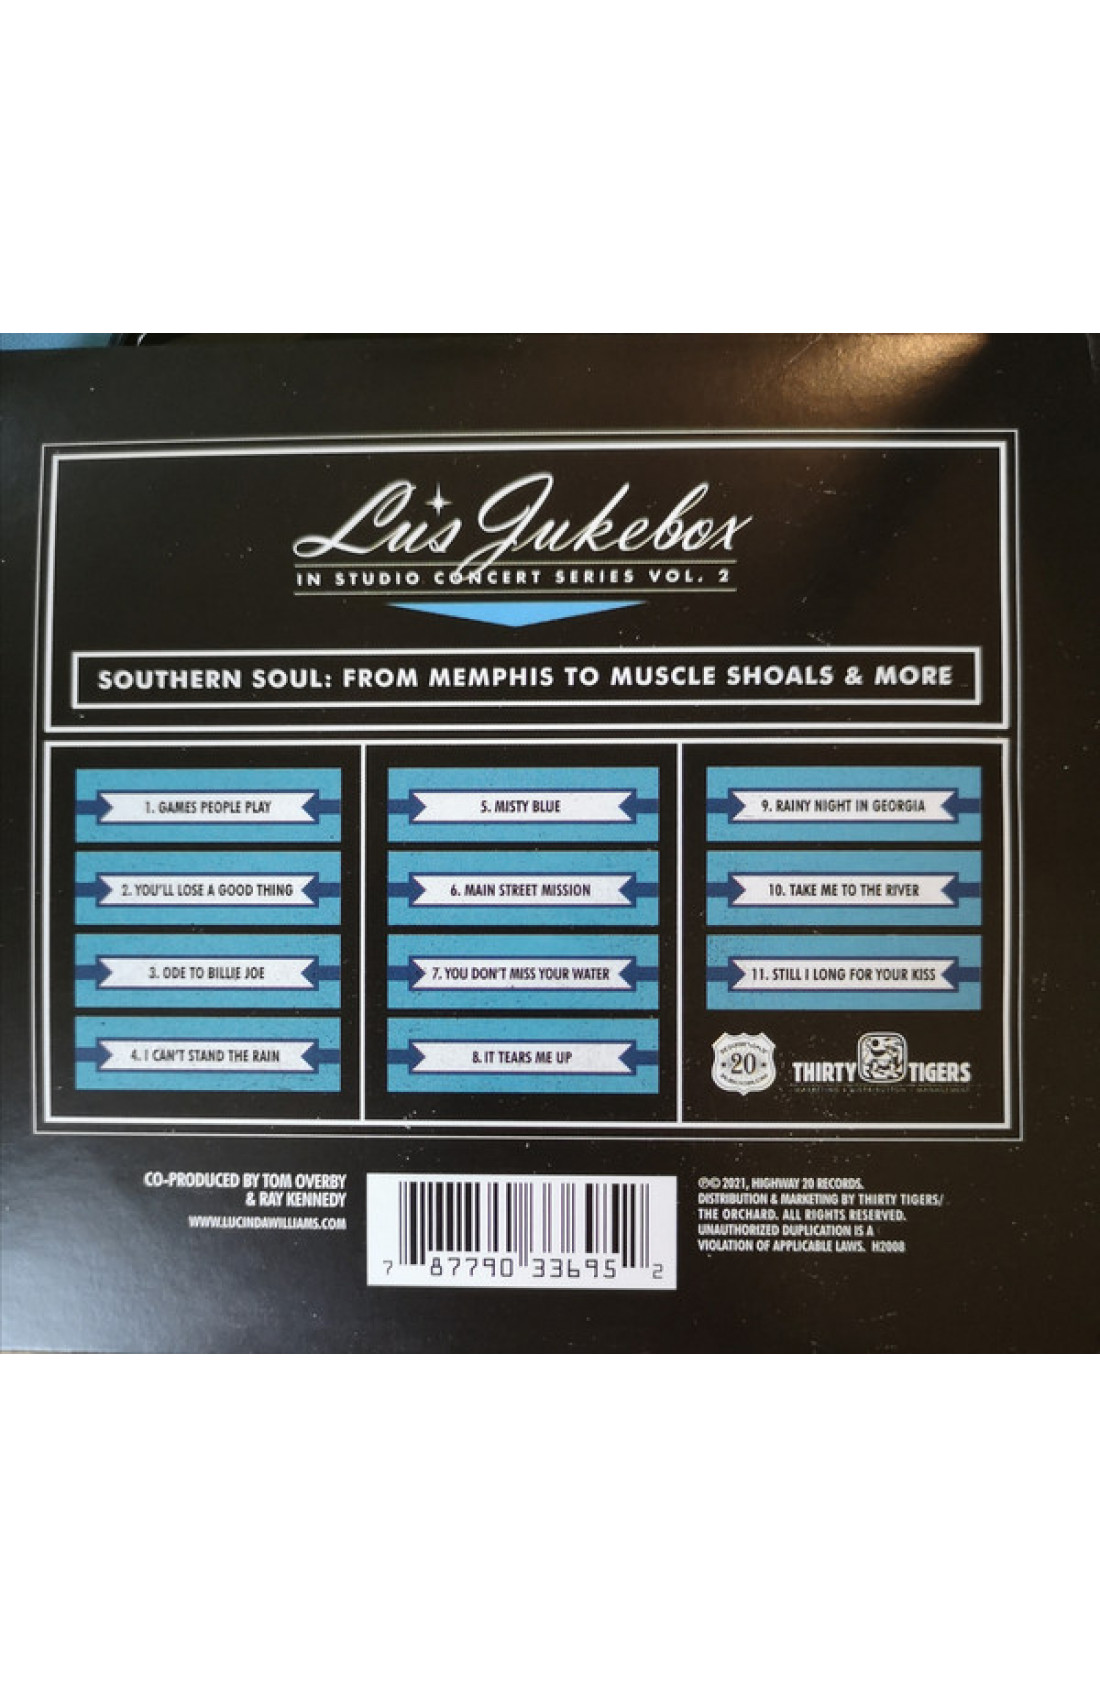 Lu's Jukebox
IN STUDIO CONCERT SERIES VOL. 2
SOUTHERN SOUL: FROM MEMPHIS TO MUSCLE SHOALS & MORE
1. GAMES PEOPLE PLAY
2. YOU'LL LOSE A GOOD THING
3. ODE TO BILLIE JOE
4. I CAN'T STAND THE RAIN
5. MISTY BLUE
6. MAIN STREET MISSION
7. YOU DON'T MISS YOUR WATER
8. IT TEARS ME UP
9. RAINY NIGHT IN GEORGIA
10. TAKE ME TO THE RIVER
11. STILL I LONG FOR YOUR KISS
20
THIRTY TIGERS
CO-PRODUCED BY TOM OVERBY
& RAY KENNEDY
WWW.LUCINDAWILLIAMS.COM
7 87790 33695 2
℗© 2021, HIGHWAY 20 RECORDS.
DISTRIBUTION & MARKETING BY THIRTY TIGERS/
THE ORCHARD. ALL RIGHTS RESERVED.
UNAUTHORIZED DUPLICATION IS A
VIOLATION OF APPLICABLE LAWS. H2008